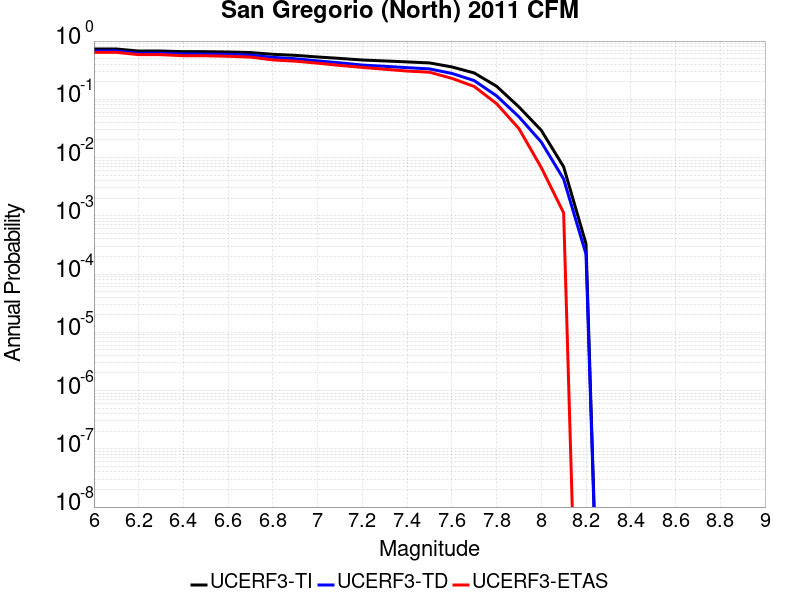 San Gregorio (North) 2011 CFM
Annual Probability
10^0
10^-1
10^-2
10^-3
10^-4
10^-5
10^-6
10^-7
10^-8
6 6.2 6.4 6.6 6.8 7 7.2 7.4 7.6 7.8 8 8.2 8.4 8.6 8.8 9
Magnitude
UCERF3-TI UCERF3-TD UCERF3-ETAS